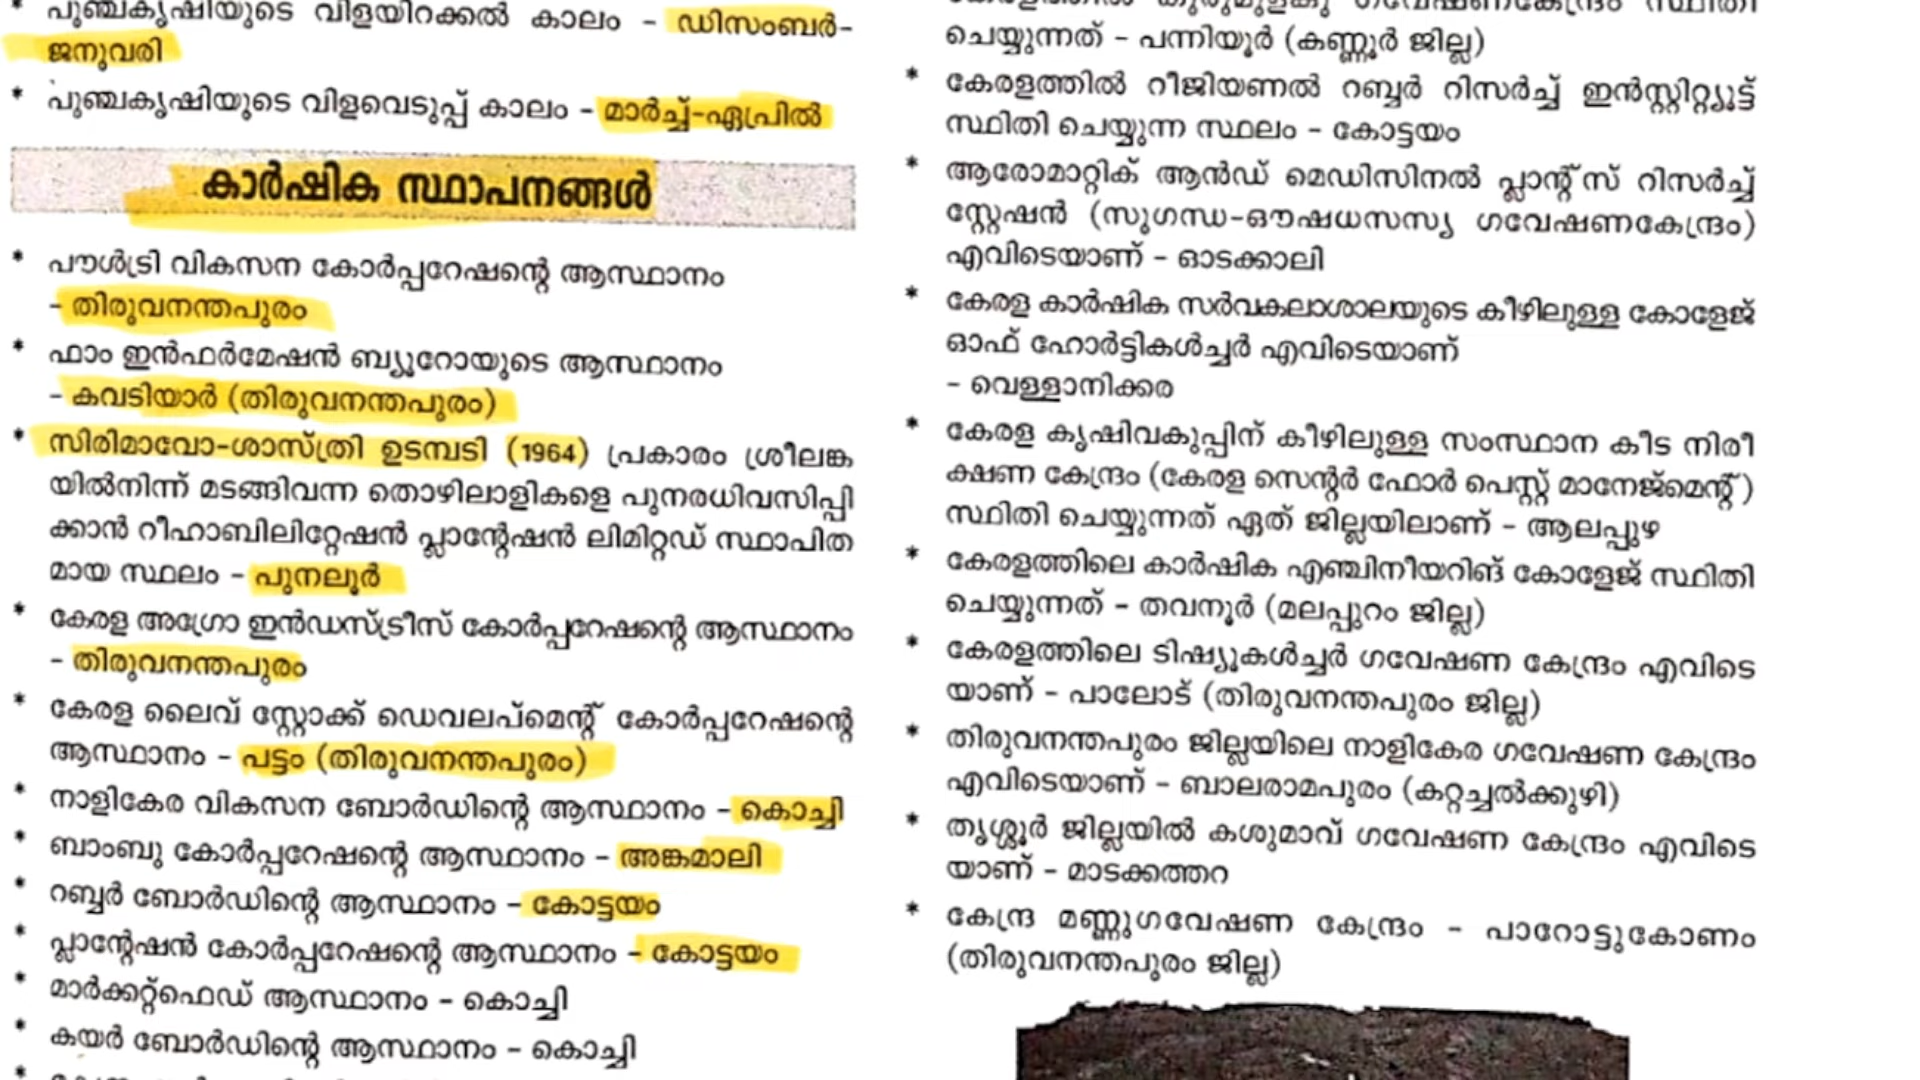 പുഞ്ചകൃഷിയുടെ വിളയിറക്കൽ കാലം – ഡിസംബർ-
ജനുവരി
* പുഞ്ചകൃഷിയുടെ വിളവെടുപ്പ് കാലം – മാർച്ച്-ഏപ്രിൽ
കാർഷിക സ്ഥാപനങ്ങൾ
* പൗൾട്രി വികസന കോർപ്പറേഷന്റെ ആസ്ഥാനം
– തിരുവനന്തപുരം
* ഫാം ഇൻഫർമേഷൻ ബ്യൂറോയുടെ ആസ്ഥാനം
– കവടിയാർ (തിരുവനന്തപുരം)
* സിരിമാവോ-ശാസ്ത്രി ഉടമ്പടി (1964) പ്രകാരം ശ്രീലങ്ക
യിൽനിന്ന് മടങ്ങിവന്ന തൊഴിലാളികളെ പുനരധിവസിപ്പി
ക്കാൻ റീഹാബിലിറ്റേഷൻ പ്ലാന്റേഷൻ ലിമിറ്റഡ് സ്ഥാപിത
മായ സ്ഥലം – പുനലൂർ
* കേരള അഗ്രോ ഇൻഡസ്ട്രീസ് കോർപ്പറേഷന്റെ ആസ്ഥാനം
– തിരുവനന്തപുരം
* കേരള ലൈവ് സ്റ്റോക്ക് ഡെവലപ്മെന്റ് കോർപ്പറേഷന്റെ
ആസ്ഥാനം – പട്ടം (തിരുവനന്തപുരം)
* നാളികേര വികസന ബോർഡിന്റെ ആസ്ഥാനം – കൊച്ചി
* ബാംബു കോർപ്പറേഷന്റെ ആസ്ഥാനം – അങ്കമാലി
* റബ്ബർ ബോർഡിന്റെ ആസ്ഥാനം – കോട്ടയം
* പ്ലാന്റേഷൻ കോർപ്പറേഷന്റെ ആസ്ഥാനം – കോട്ടയം
* മാർക്കറ്റ്ഫെഡ് ആസ്ഥാനം – കൊച്ചി
* കയർ ബോർഡിന്റെ ആസ്ഥാനം – കൊച്ചി
കേരളത്തിൽ കുരുമുളക് ഗവേഷണകേന്ദ്രം സ്ഥിതി
ചെയ്യുന്നത് – പന്നിയൂർ (കണ്ണൂർ ജില്ല)
* കേരളത്തിൽ റീജിയണൽ റബ്ബർ റിസർച്ച് ഇൻസ്റ്റിറ്റ്യൂട്ട്
സ്ഥിതി ചെയ്യുന്ന സ്ഥലം – കോട്ടയം
* ആരോമാറ്റിക് ആൻഡ് മെഡിസിനൽ പ്ലാന്റ്സ് റിസർച്ച്
സ്റ്റേഷൻ (സുഗന്ധ-ഔഷധസസ്യ ഗവേഷണകേന്ദ്രം)
എവിടെയാണ് – ഓടക്കാലി
* കേരള കാർഷിക സർവകലാശാലയുടെ കീഴിലുള്ള കോളേജ്
ഓഫ് ഹോർട്ടികൾച്ചർ എവിടെയാണ്
– വെള്ളാനിക്കര
* കേരള കൃഷിവകുപ്പിന് കീഴിലുള്ള സംസ്ഥാന കീട നിരീ
ക്ഷണ കേന്ദ്രം (കേരള സെന്റർ ഫോർ പെസ്റ്റ് മാനേജ്മെന്റ്)
സ്ഥിതി ചെയ്യുന്നത് ഏത് ജില്ലയിലാണ് – ആലപ്പുഴ
* കേരളത്തിലെ കാർഷിക എഞ്ചിനീയറിങ് കോളേജ് സ്ഥിതി
ചെയ്യുന്നത് – തവനൂർ (മലപ്പുറം ജില്ല)
* കേരളത്തിലെ ടിഷ്യൂകൾച്ചർ ഗവേഷണ കേന്ദ്രം എവിടെ
യാണ് – പാലോട് (തിരുവനന്തപുരം ജില്ല)
* തിരുവനന്തപുരം ജില്ലയിലെ നാളികേര ഗവേഷണ കേന്ദ്രം
എവിടെയാണ് – ബാലരാമപുരം (കറ്റച്ചൽക്കുഴി)
* തൃശ്ശൂർ ജില്ലയിൽ കശുമാവ് ഗവേഷണ കേന്ദ്രം എവിടെ
യാണ് – മാടക്കത്തറ
* കേന്ദ്ര മണ്ണുഗവേഷണ കേന്ദ്രം – പാറോട്ടുകോണം
(തിരുവനന്തപുരം ജില്ല)